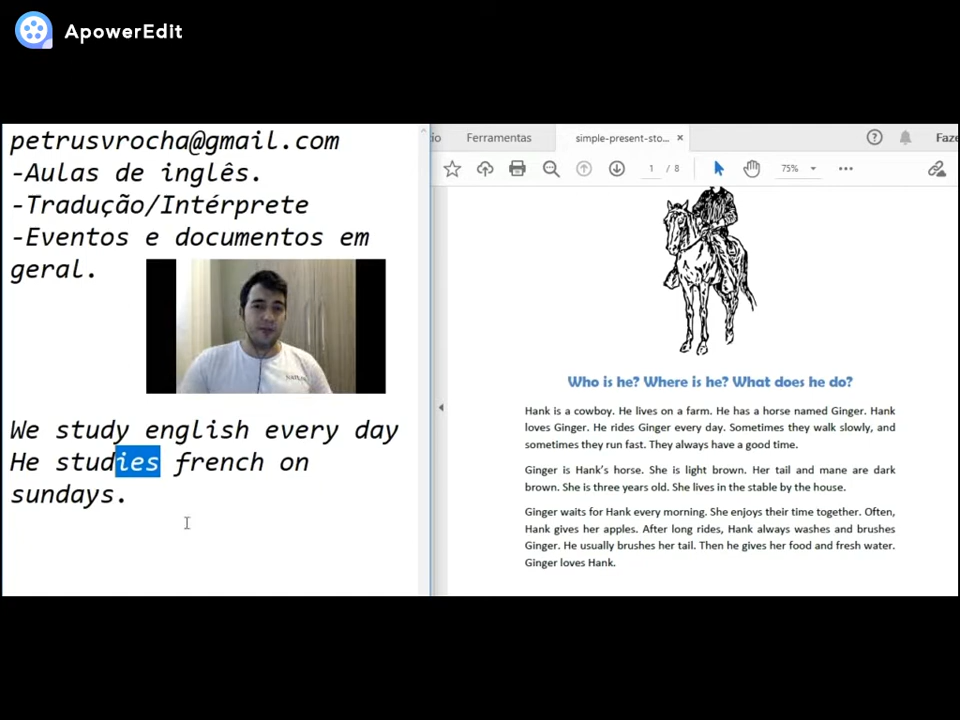 ApowerEdit
petrusvrocha@gmail.com
-Aulas de inglês.
-Tradução/Intérprete
-Eventos e documentos em
geral.
We study english every day
He studies french on
sundays.
io
Ferramentas
simple-present-sto...
Faze
1 / 8
75%
Who is he? Where is he? What does he do?
Hank is a cowboy. He lives on a farm. He has a horse named Ginger. Hank
loves Ginger. He rides Ginger every day. Sometimes they walk slowly, and
sometimes they run fast. They always have a good time.
Ginger is Hank's horse. She is light brown. Her tail and mane are dark
brown. She is three years old. She lives in the stable by the house.
Ginger waits for Hank every morning. She enjoys their time together. Often,
Hank gives her apples. After long rides, Hank always washes and brushes
Ginger. He usually brushes her tail. Then he gives her food and fresh water.
Ginger loves Hank.